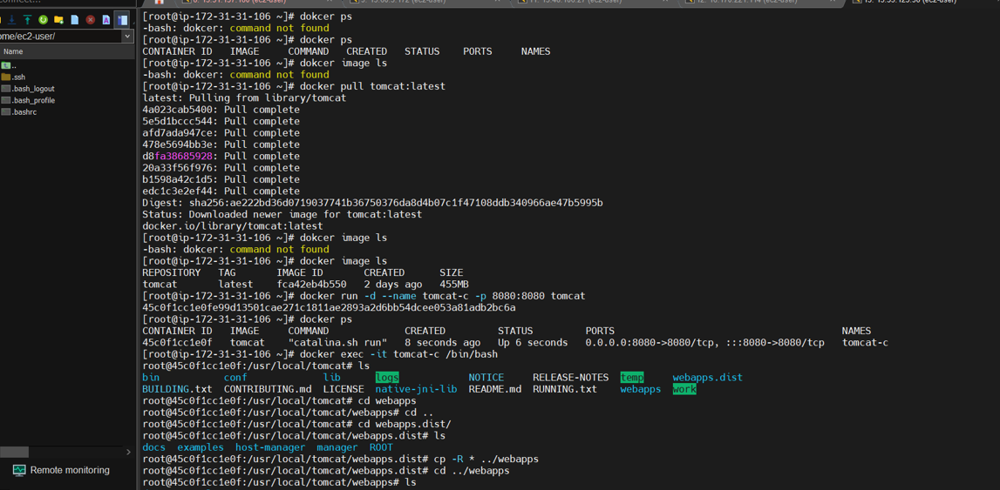 ome/ec2-user/
Name
..
.ssh
.bash_logout
.bash_profile
.bashrc
Remote monitoring
[root@ip-172-31-31-106 ~]# dokcer ps
-bash: dokcer: command not found
[root@ip-172-31-31-106 ~]# docker ps
CONTAINER ID   IMAGE     COMMAND   CREATED   STATUS    PORTS     NAMES
[root@ip-172-31-31-106 ~]# dokcer image ls
-bash: dokcer: command not found
[root@ip-172-31-31-106 ~]# docker pull tomcat:latest
latest: Pulling from library/tomcat
4a023cab5400: Pull complete
5e5d1bccc544: Pull complete
afd7ada947ce: Pull complete
478e5694bb3e: Pull complete
d8fa38685928: Pull complete
20a33f56f976: Pull complete
b1598a42c1d5: Pull complete
edc1c3e2ef44: Pull complete
Digest: sha256:ae222bd36d0719037741b36750376da8d4b07c1f47108ddb340966ae47b5995b
Status: Downloaded newer image for tomcat:latest
docker.io/library/tomcat:latest
[root@ip-172-31-31-106 ~]# dokcer image ls
-bash: dokcer: command not found
[root@ip-172-31-31-106 ~]# docker image ls
REPOSITORY   TAG       IMAGE ID       CREATED      SIZE
tomcat       latest    fca42eb4b550   2 days ago   455MB
[root@ip-172-31-31-106 ~]# docker run -d --name tomcat-c -p 8080:8080 tomcat
45c0f1cc1e0fe99d13501cae271c1811ae2893a2d6bb54dcee053a81adb2bc6a
[root@ip-172-31-31-106 ~]# docker ps
CONTAINER ID   IMAGE     COMMAND             CREATED         STATUS         PORTS                                       NAMES
45c0f1cc1e0f   tomcat    "catalina.sh run"   8 seconds ago   Up 6 seconds   0.0.0.0:8080->8080/tcp, :::8080->8080/tcp   tomcat-c
[root@ip-172-31-31-106 ~]# docker exec -it tomcat-c /bin/bash
root@45c0f1cc1e0f:/usr/local/tomcat# ls
bin           conf             lib      logs            NOTICE     RELEASE-NOTES  temp     webapps.dist
BUILDING.txt  CONTRIBUTING.md  LICENSE  native-jni-lib  README.md  RUNNING.txt    webapps  work
root@45c0f1cc1e0f:/usr/local/tomcat# cd webapps
root@45c0f1cc1e0f:/usr/local/tomcat/webapps# cd ..
root@45c0f1cc1e0f:/usr/local/tomcat# cd webapps.dist/
root@45c0f1cc1e0f:/usr/local/tomcat/webapps.dist# ls
docs  examples  host-manager  manager  ROOT
root@45c0f1cc1e0f:/usr/local/tomcat/webapps.dist# cp -R * ../webapps
root@45c0f1cc1e0f:/usr/local/tomcat/webapps.dist# cd ../webapps
root@45c0f1cc1e0f:/usr/local/tomcat/webapps# ls